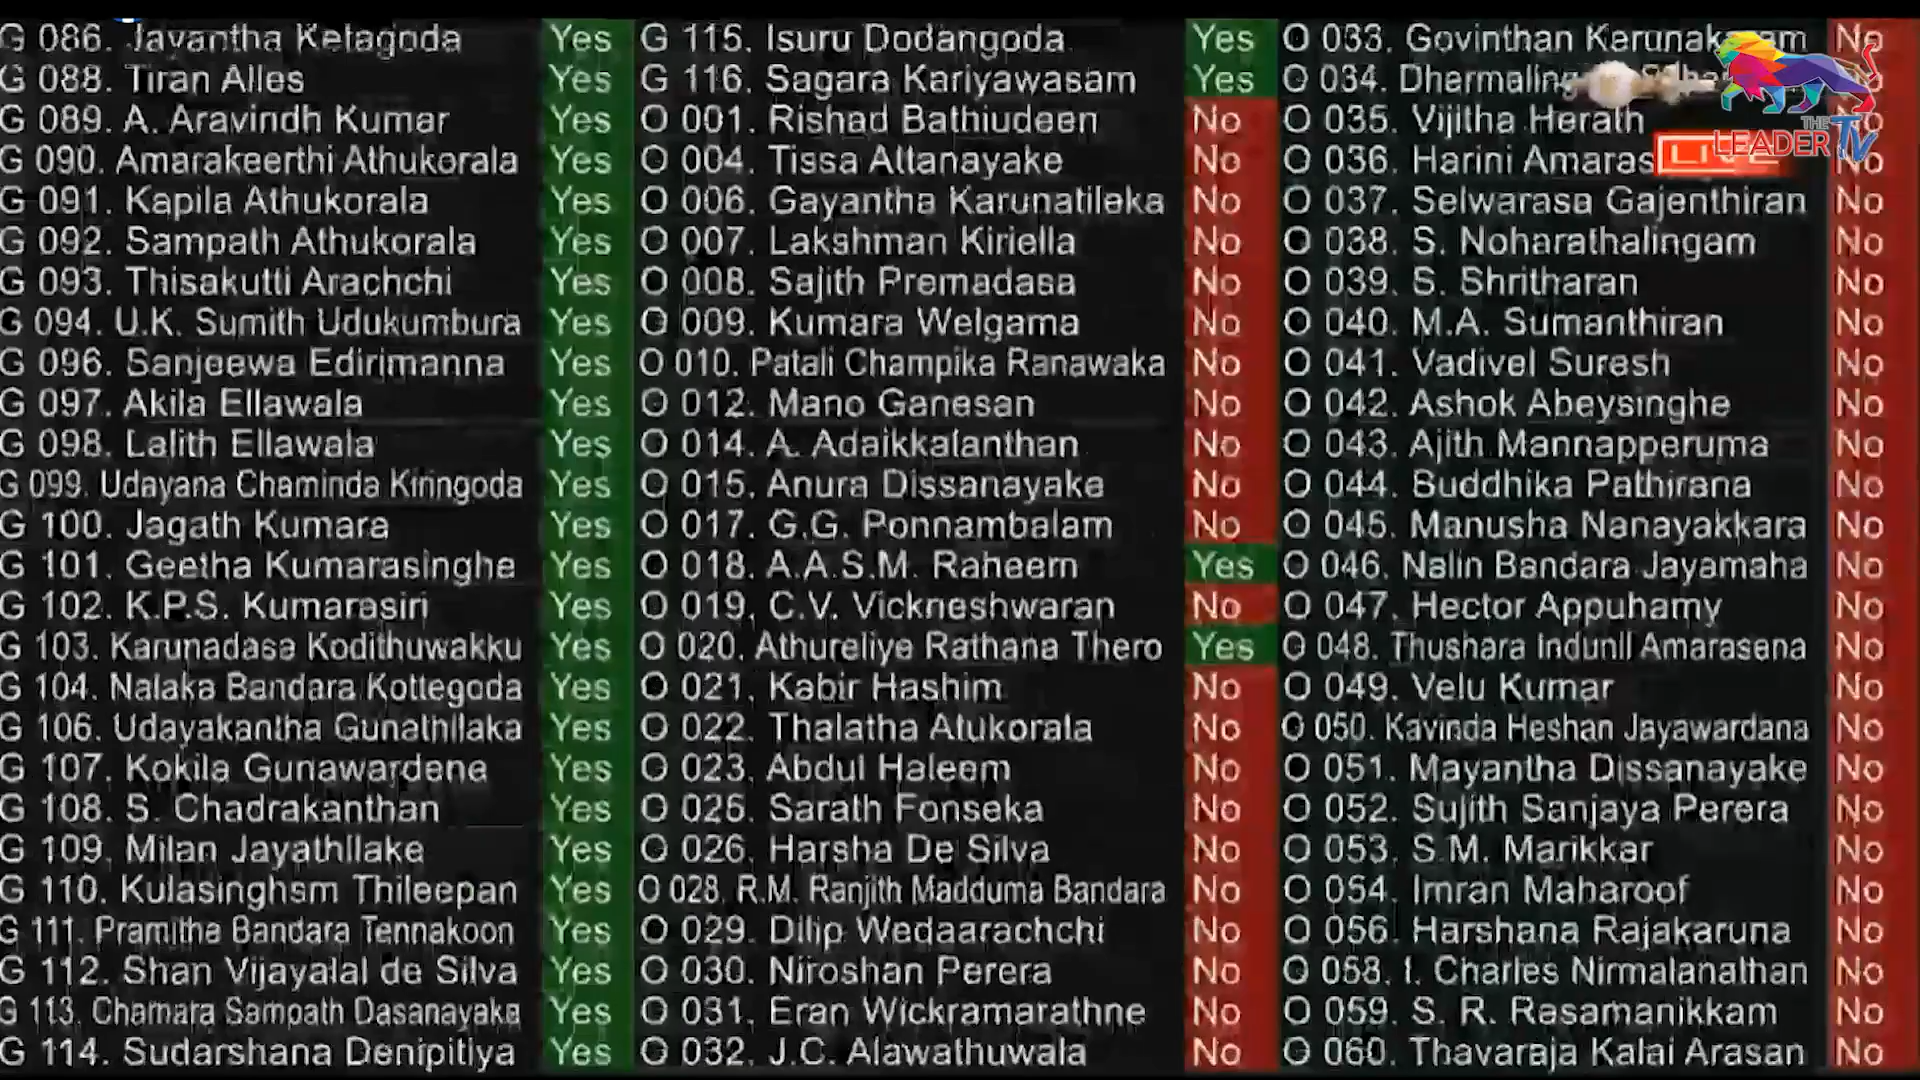 G 086. Jayantha Ketagoda Yes
G 088. Tiran Alles Yes
G 089. A. Aravindh Kumar Yes
G 090. Amarakeerthi Athukorala Yes
G 091. Kapila Athukorala Yes
G 092. Sampath Athukorala Yes
G 093. Thisakutti Arachchi Yes
G 094. U.K. Sumith Udukumbura Yes
G 096. Sanjeewa Edirimanna Yes
G 097. Akila Ellawala Yes
G 098. Lalith Ellawala Yes
G 099. Udayana Chaminda Kiringoda Yes
G 100. Jagath Kumara Yes
G 101. Geetha Kumarasinghe Yes
G 102. K.P.S. Kumarasiri Yes
G 103. Karunadasa Kodithuwakku Yes
G 104. Nalaka Bandara Kottegoda Yes
G 106. Udayakantha Gunathilaka Yes
G 107. Kokila Gunawardena Yes
G 108. S. Chadrakanthan Yes
G 109. Milan Jayathilake Yes
G 110. Kulasinghsm Thileepan Yes
G 111. Pramitha Bandara Tennakoon Yes
G 112. Shan Vijayalal de Silva Yes
G 113. Chamara Sampath Dasanayake Yes
G 114. Sudarshana Denipitiya Yes
G 115. Isuru Dodangoda Yes
G 116. Sagara Kariyawasam Yes
O 001. Rishad Bathiudeen No
O 004. Tissa Attanayake No
O 006. Gayantha Karunatileka No
O 007. Lakshman Kiriella No
O 008. Sajith Premadasa No
O 009. Kumara Welgama No
O 010. Patali Champika Ranawaka No
O 012. Mano Ganesan No
O 014. A. Adaikkalanthan No
O 015. Anura Dissanayake No
O 017. G.G. Ponnambalam No
O 018. A.A.S.M. Raheem Yes
O 019. C.V. Vickneshwaran No
O 020. Athureliye Rathana Thero Yes
O 021. Kabir Hashim No
O 022. Thalatha Atukorala No
O 023. Abdul Haleem No
O 025. Sarath Fonseka No
O 026. Harsha De Silva No
O 028. R.M. Ranjith Madduma Bandara No
O 029. Dilip Wedaarachchi No
O 030. Niroshan Perera No
O 031. Eran Wickramarathne No
O 032. J.C. Alawathuwala No
O 033. Govinthan No
O 034.
O 035. Vijitha Herath
O 036. Harini
O 037. Selwarasa Gajenthiran No
O 038. S. Noharathalingam No
O 039. S. Shritharan No
O 040. M.A. Sumanthiran No
O 041. Vadivel Suresh No
O 042. Ashok Abeysinghe No
O 043. Ajith Mannapperuma No
O 044. Buddhika Pathirana No
O 045. Manusha Nanayakkara No
O 046. Nalin Bandara Jayamaha No
O 047. Hector Appuhamy No
O 048. Thushara Indunil Amarasena No
O 049. Velu Kumar No
O 050. Kavinda Heshan Jayawardana No
O 051. Mayantha Dissanayake No
O 052. Sujith Sanjaya Perera No
O 053. S.M. Marikkar No
O 054. Imran Maharoof No
O 056. Harshana Rajakaruna No
O 058. I. Charles Nirmalanathan No
O 059. S. R. Rasamanikkam No
O 060. Thavaraja Kalai Arasan No
THE
LEADER TV
LIVE